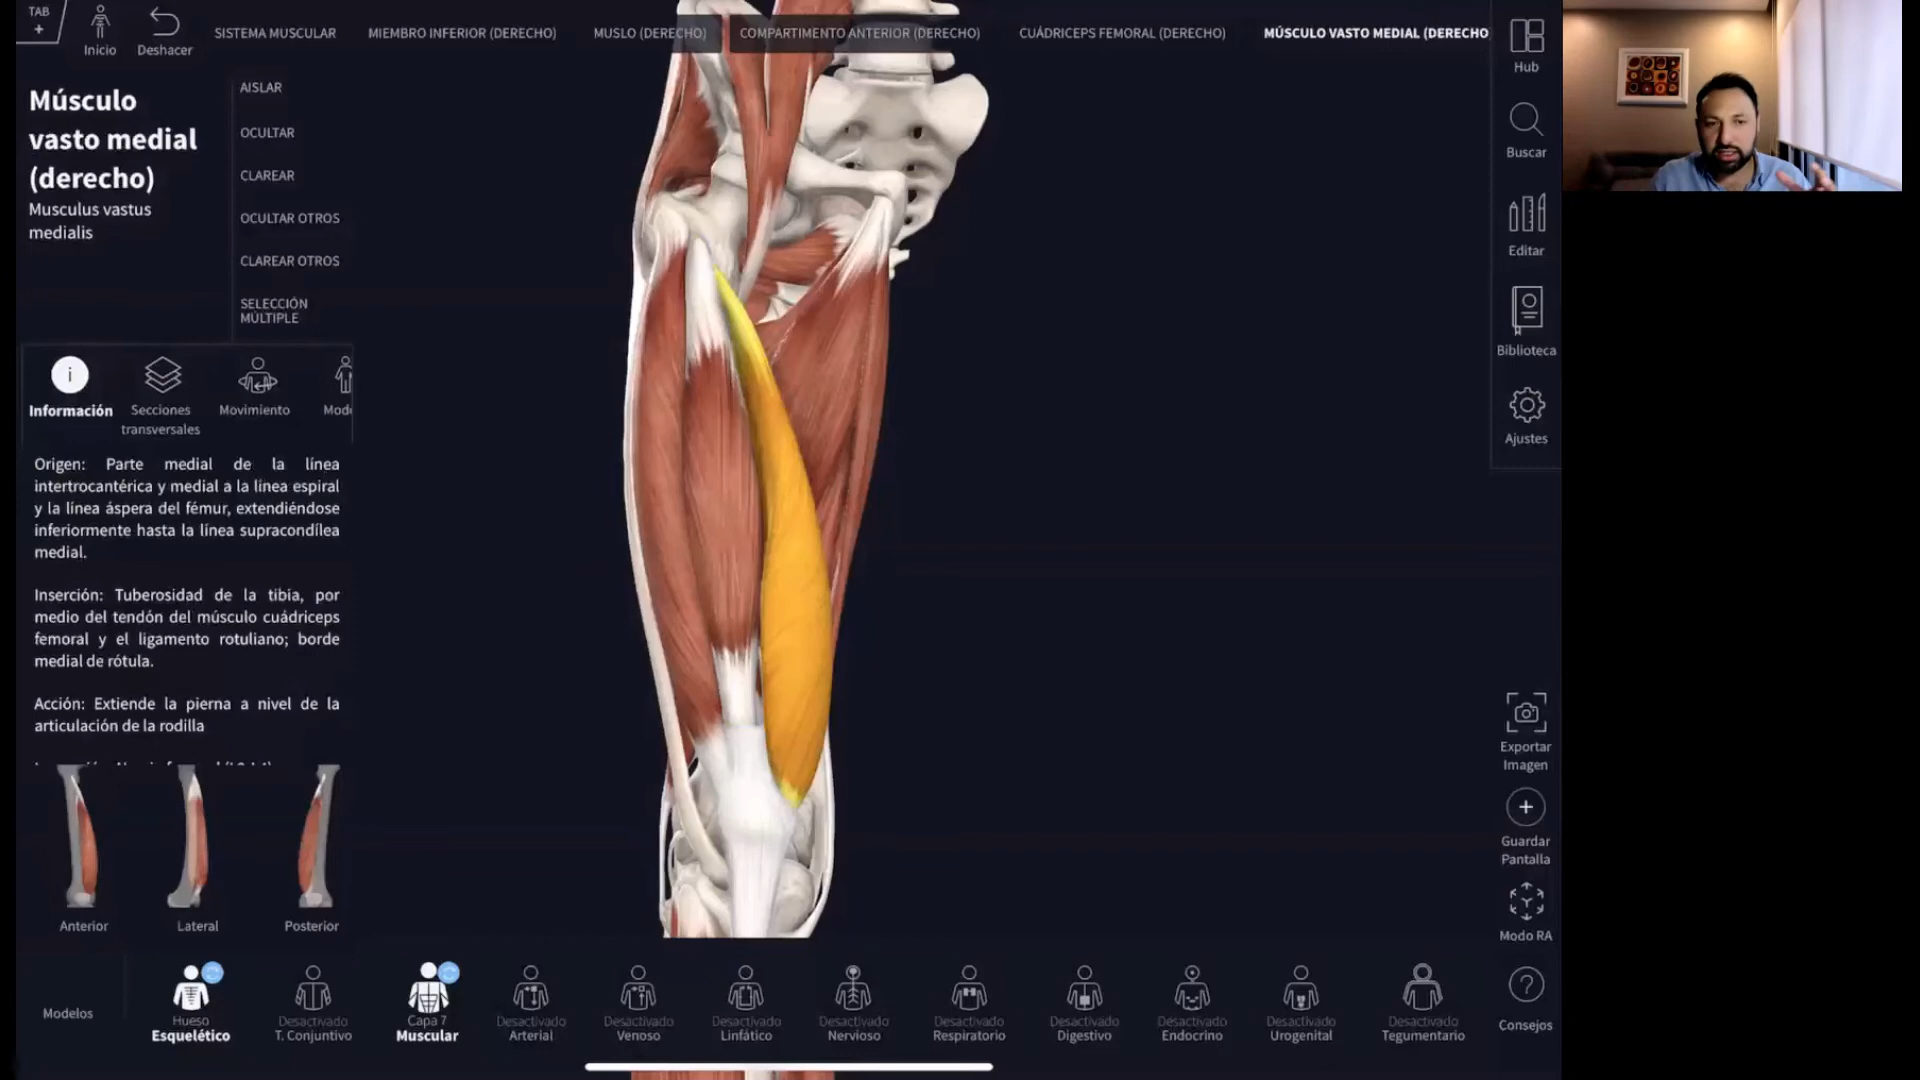 TAB
+
Inicio
Deshacer
SISTEMA MUSCULAR
MIEMBRO INFERIOR (DERECHO)
MUSLO (DERECHO)
COMPARTIMENTO ANTERIOR (DERECHO)
CUÁDRICEPS FEMORAL (DERECHO)
MÚSCULO VASTO MEDIAL (DERECHO
Hub
Buscar
Editar
Biblioteca
Ajustes
Músculo
vasto medial
(derecho)
Musculus vastus
medialis
AISLAR
OCULTAR
CLAREAR
OCULTAR OTROS
CLAREAR OTROS
SELECCIÓN
MÚLTIPLE
Información
Secciones
transversales
Movimiento
Origen: Parte medial de la línea
intertrocantérica y medial a la línea espiral
y la línea áspera del fémur, extendiéndose
inferiormente hasta la línea supracondílea
medial.
Inserción: Tuberosidad de la tibia, por
medio del tendón del músculo cuádriceps
femoral y el ligamento rotuliano; borde
medial de rótula.
Acción: Extiende la pierna a nivel de la
articulación de la rodilla
Anterior
Lateral
Posterior
Exportar
Imagen
Guardar
Pantalla
Modo RA
Consejos
Modelos
Hueso
Esquelético
Desactivado
T. Conjuntivo
Capa 7
Muscular
Desactivado
Arterial
Desactivado
Venoso
Desactivado
Linfático
Desactivado
Nervioso
Desactivado
Respiratorio
Desactivado
Digestivo
Desactivado
Endocrino
Desactivado
Urogenital
Desactivado
Tegumentario